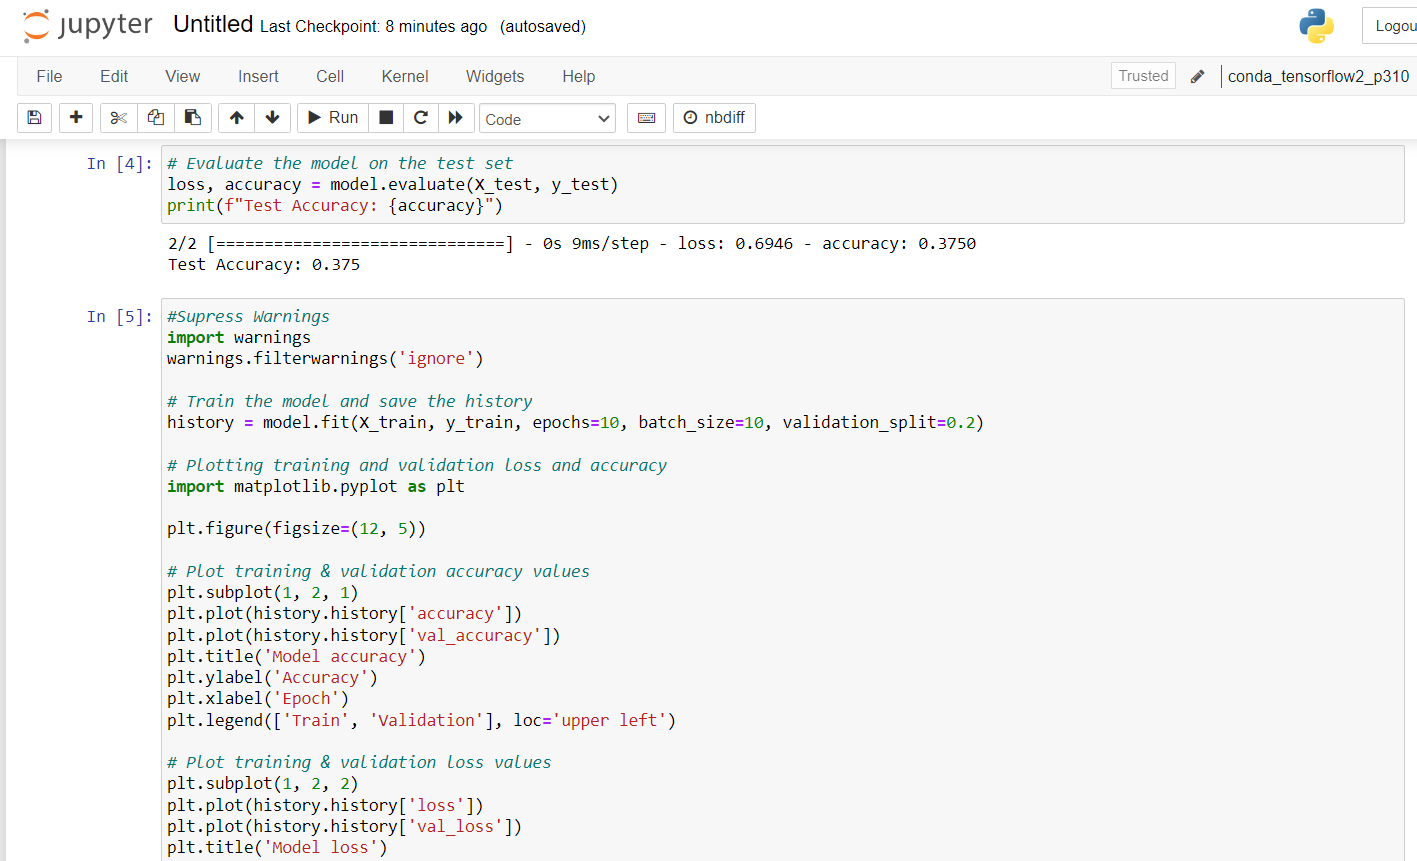 jupyter Untitled Last Checkpoint: 8 minutes ago (autosaved)
File Edit View Insert Cell Kernel Widgets Help Trusted conda_tensorflow2_p310
Logou
Run Code nbdiff
In [4]: # Evaluate the model on the test set
loss, accuracy = model.evaluate(X_test, y_test)
print(f"Test Accuracy: {accuracy}")
2/2 [==============================] - 0s 9ms/step - loss: 0.6946 - accuracy: 0.3750
Test Accuracy: 0.375
In [5]: #Supress Warnings
import warnings
warnings.filterwarnings('ignore')
# Train the model and save the history
history = model.fit(X_train, y_train, epochs=10, batch_size=10, validation_split=0.2)
# Plotting training and validation loss and accuracy
import matplotlib.pyplot as plt
plt.figure(figsize=(12, 5))
# Plot training & validation accuracy values
plt.subplot(1, 2, 1)
plt.plot(history.history['accuracy'])
plt.plot(history.history['val_accuracy'])
plt.title('Model accuracy')
plt.ylabel('Accuracy')
plt.xlabel('Epoch')
plt.legend(['Train', 'Validation'], loc='upper left')
# Plot training & validation loss values
plt.subplot(1, 2, 2)
plt.plot(history.history['loss'])
plt.plot(history.history['val_loss'])
plt.title('Model loss')